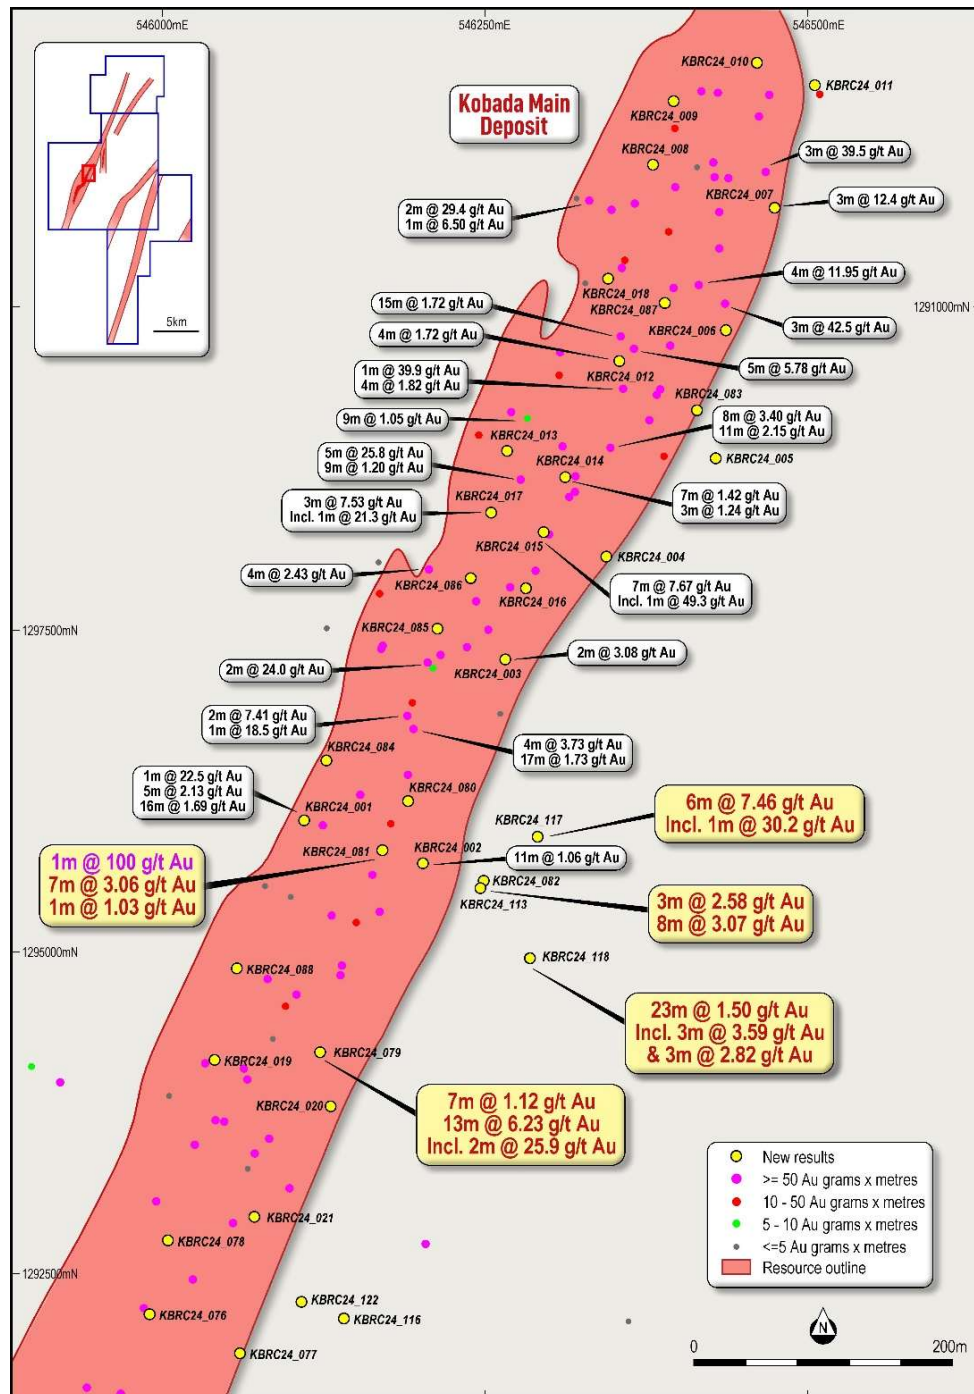 546000mE
546250mE
546500mE
KBRC24_010
KBRC24_011
Kobada Main
Deposit
KBRC24_009
KBRC24_008
3m @ 39.5 g/t Au
KBRC24_007
3m @ 12.4 g/t Au
2m @ 29.4 g/t Au
1m @ 6.50 g/t Au
5km
4m @ 11.95 g/t Au
KBRC24_018
15m @ 1.72 g/t Au
KBRC24_087
1291000mN
4m @ 1.72 g/t Au
KBRC24_006
3m @ 42.5 g/t Au
5m @ 5.78 g/t Au
1m @ 39.9 g/t Au
4m @ 1.82 g/t Au
KBRC24_012
KBRC24_083
9m @ 1.05 g/t Au
8m @ 3.40 g/t Au
11m @ 2.15 g/t Au
KBRC24_013
5m @ 25.8 g/t Au
9m @ 1.20 g/t Au
KBRC24_014
KBRC24_005
KBRC24_017
7m @ 1.42 g/t Au
3m @ 1.24 g/t Au
3m @ 7.53 g/t Au
Incl. 1m @ 21.3 g/t Au
KBRC24_015
KBRC24_004
4m @ 2.43 g/t Au
KBRC24_086
KBRC24_016
7m @ 7.67 g/t Au
Incl. 1m @ 49.3 g/t Au
KBRC24_085
1297500mN
2m @ 24.0 g/t Au
KBRC24_003
2m @ 3.08 g/t Au
2m @ 7.41 g/t Au
1m @ 18.5 g/t Au
KBRC24_084
4m @ 3.73 g/t Au
17m @ 1.73 g/t Au
1m @ 22.5 g/t Au
5m @ 2.13 g/t Au
16m @ 1.69 g/t Au
KBRC24_001
KBRC24_080
6m @ 7.46 g/t Au
Incl. 1m @ 30.2 g/t Au
KBRC24_117
KBRC24_081
KBRC24_002
11m @ 1.06 g/t Au
1m @ 100 g/t Au
7m @ 3.06 g/t Au
1m @ 1.03 g/t Au
KBRC24_082
KBRC24_113
3m @ 2.58 g/t Au
8m @ 3.07 g/t Au
1295000mN
KBRC24_088
KBRC24_118
23m @ 1.50 g/t Au
Incl. 3m @ 3.59 g/t Au
& 3m @ 2.82 g/t Au
KBRC24_019
KBRC24_079
KBRC24_020
7m @ 1.12 g/t Au
13m @ 6.23 g/t Au
Incl. 2m @ 25.9 g/t Au
New results
>= 50 Au grams x metres
10 - 50 Au grams x metres
5 - 10 Au grams x metres
<=5 Au grams x metres
Resource outline
KBRC24_021
KBRC24_078
1292500mN
KBRC24_076
KBRC24_122
KBRC24_116
KBRC24_077
N
0
200m